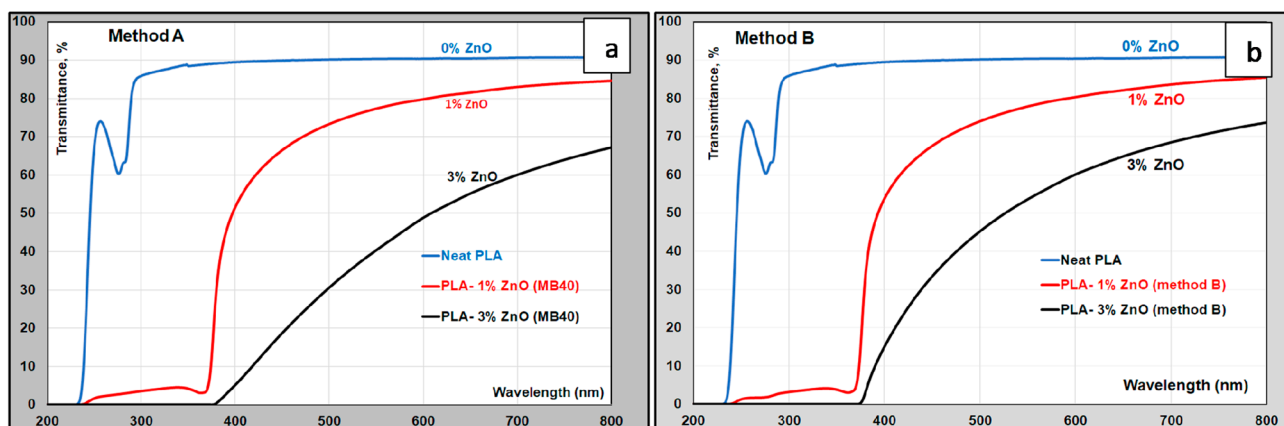 Method A
a
0% ZnO
1% ZnO
3% ZnO
Transmittance, %
100
90
80
70
60
50
40
30
20
10
0
Neat PLA
PLA- 1% ZnO (MB40)
PLA- 3% ZnO (MB40)
Wavelength (nm)
200 300 400 500 600 700 800
Method B
b
0% ZnO
1% ZnO
3% ZnO
Transmittance, %
100
90
80
70
60
50
40
30
20
10
0
Neat PLA
PLA- 1% ZnO (method B)
PLA- 3% ZnO (method B)
Wavelength (nm)
200 300 400 500 600 700 800